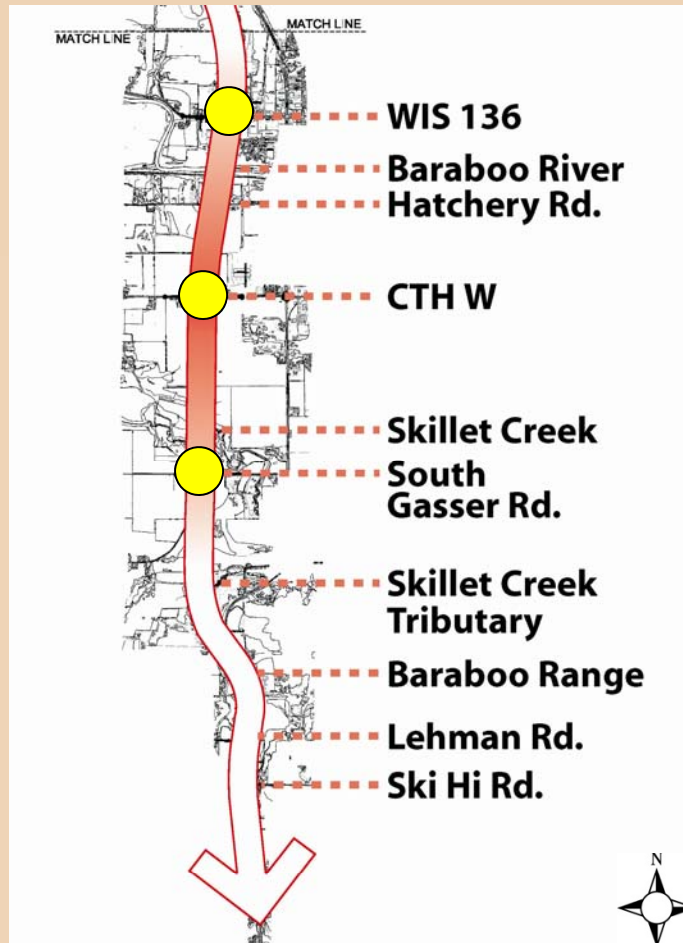 MATCH LINE
MATCH LINE
WIS 136
Baraboo River
Hatchery Rd.
CTH W
Skillet Creek
South
Gasser Rd.
Skillet Creek
Tributary
Baraboo Range
Lehman Rd.
Ski Hi Rd.
N